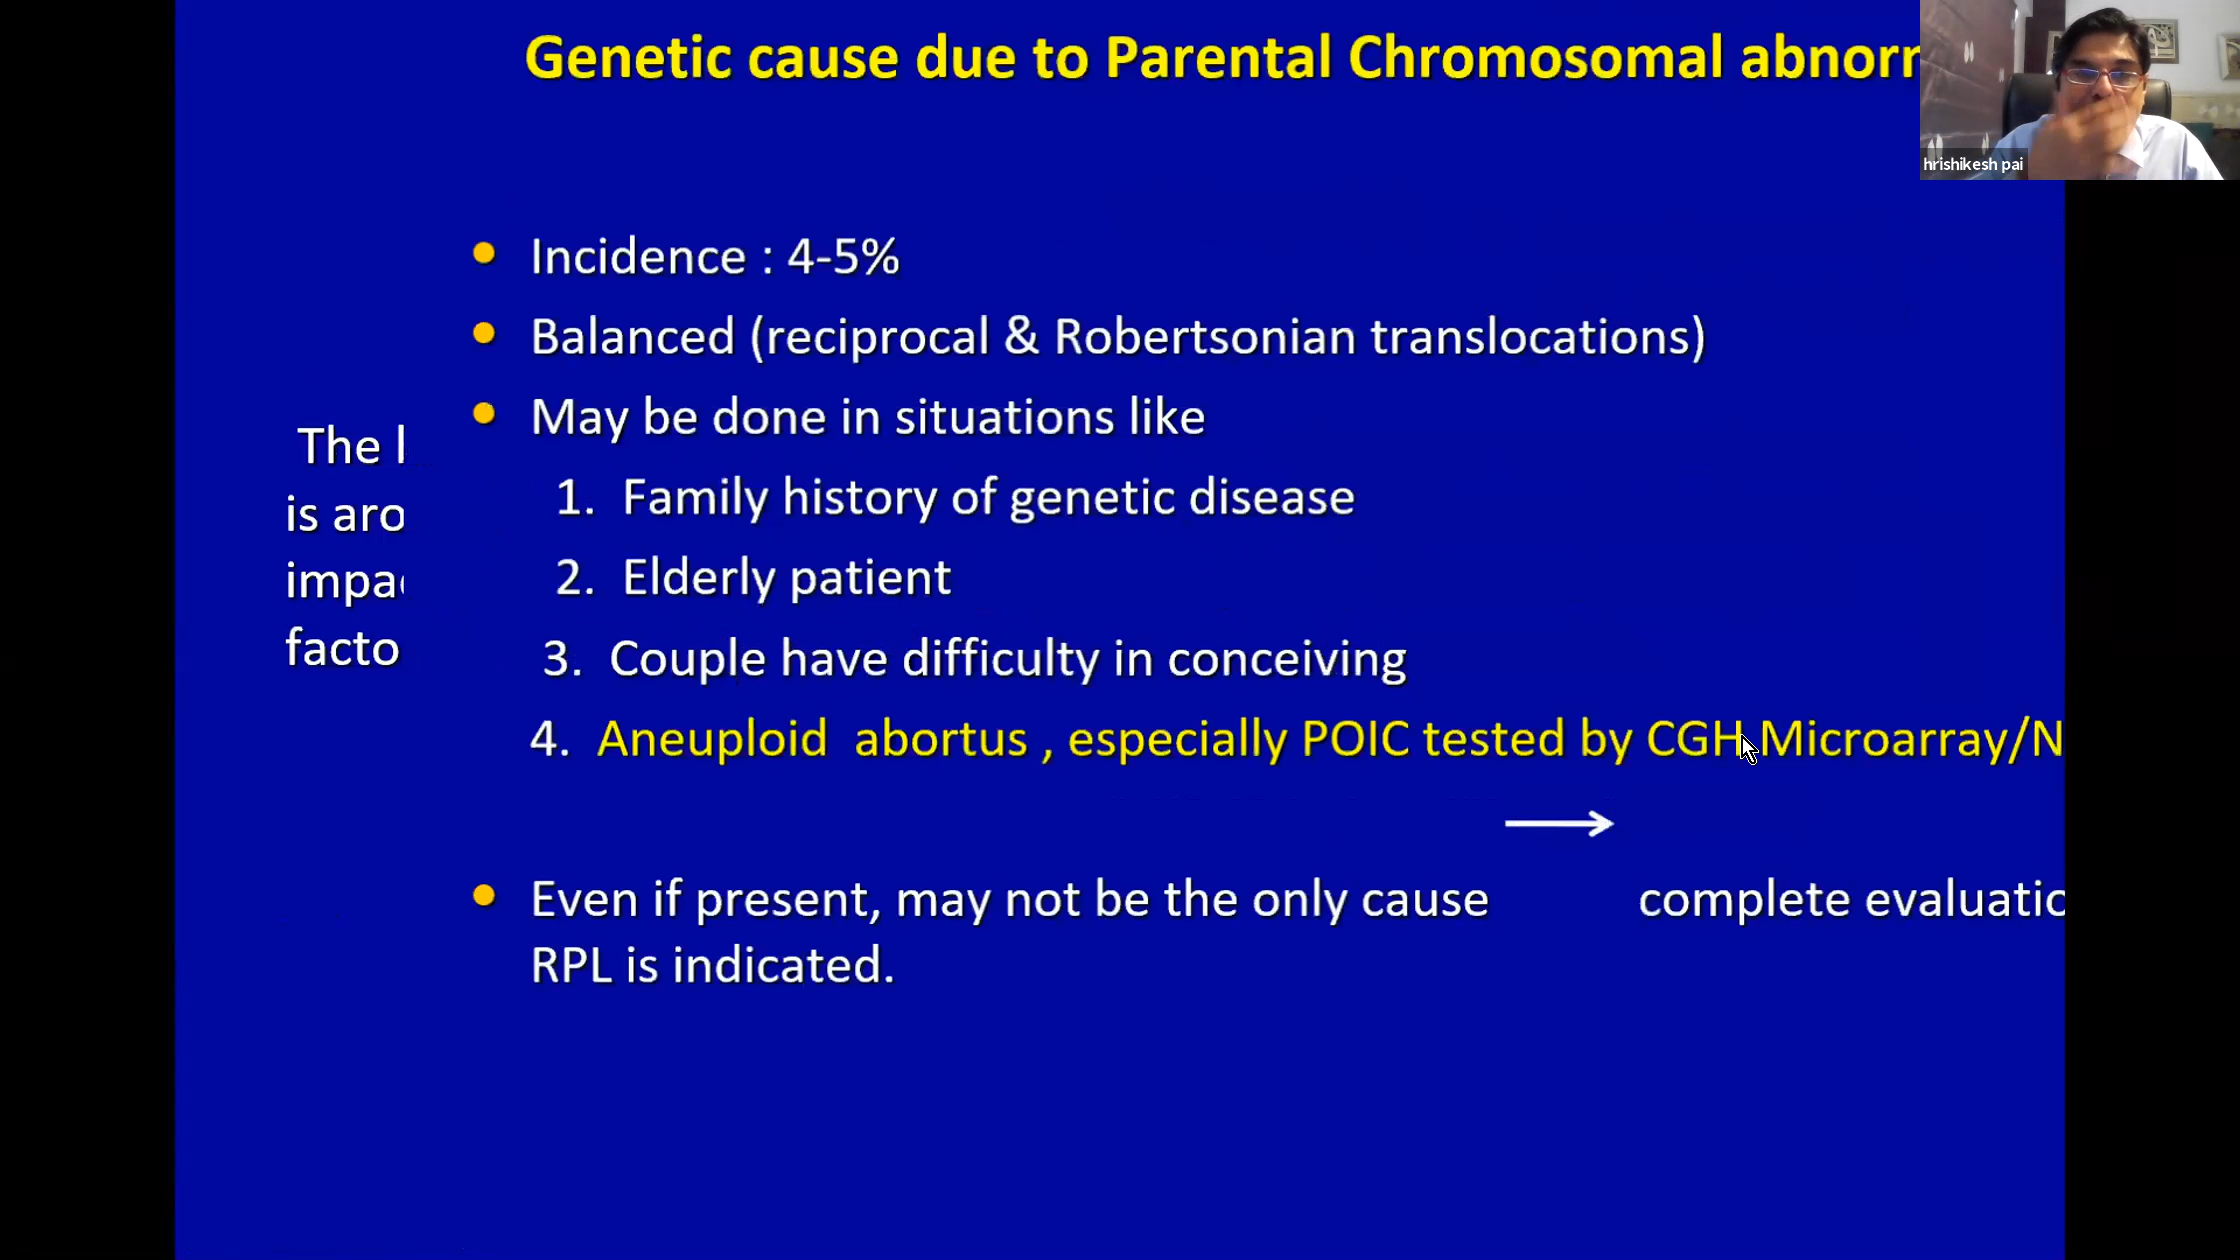 Genetic cause due to Parental Chromosomal abnor
hrishikesh pai
Incidence : 4-5%
Balanced (reciprocal & Robertsonian translocations)
May be done in situations like
1. Family history of genetic disease
2. Elderly patient
3. Couple have difficulty in conceiving
4. Aneuploid abortus , especially POIC tested by CGH Microarray/N
Even if present, may not be the only cause → complete evaluatio
RPL is indicated.
The
is aro
impa
facto